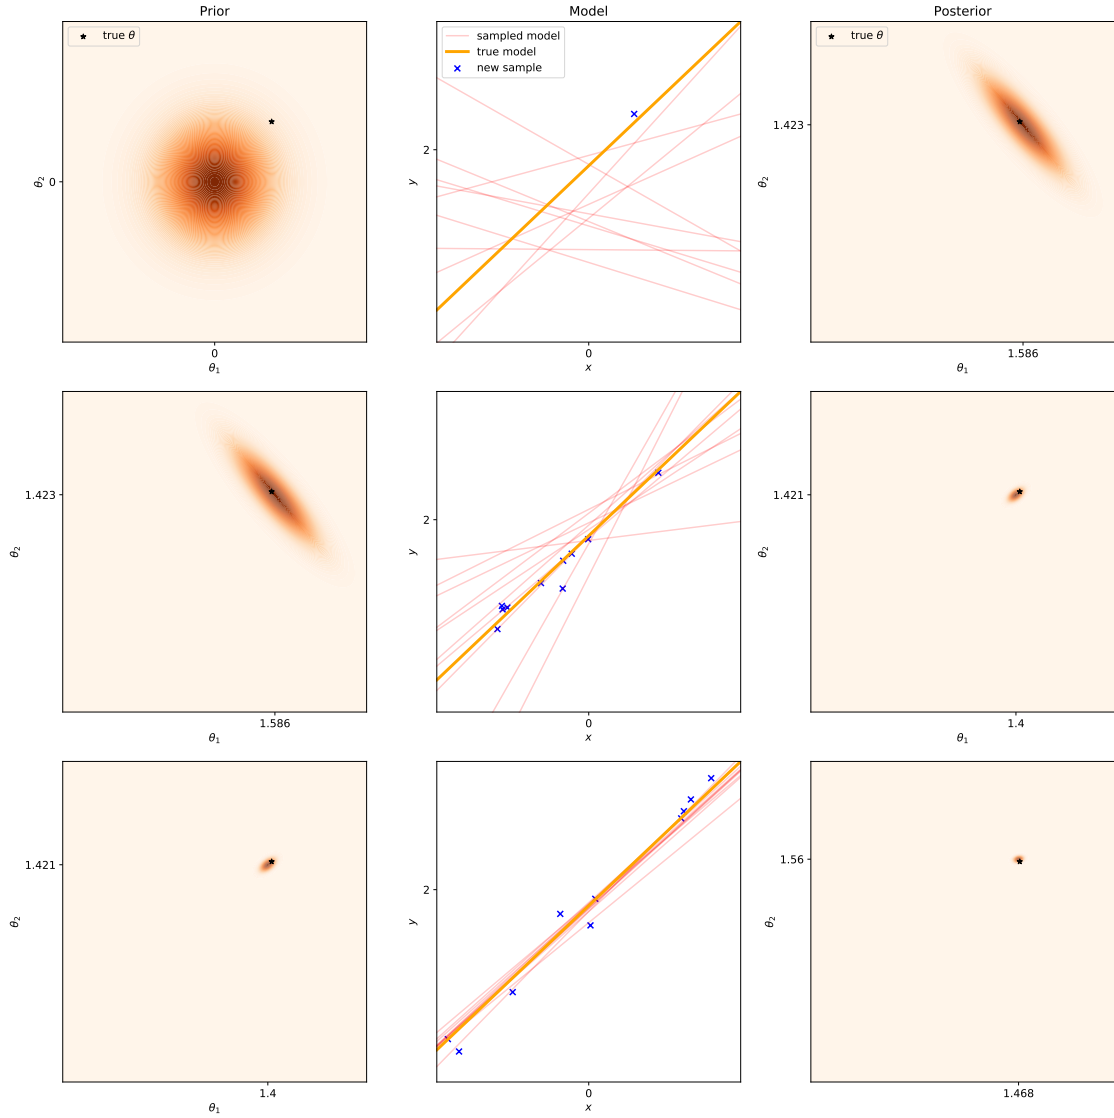 Prior
Model
Posterior
true θ
sampled model
true model
new sample
true θ
θ₂
0
0
θ₁
y
2
0
x
θ₂
1.423
1.586
θ₁
θ₂
1.423
1.586
θ₁
y
2
0
x
θ₂
1.421
1.4
θ₁
θ₂
1.421
1.4
θ₁
y
2
0
x
θ₂
1.56
1.468